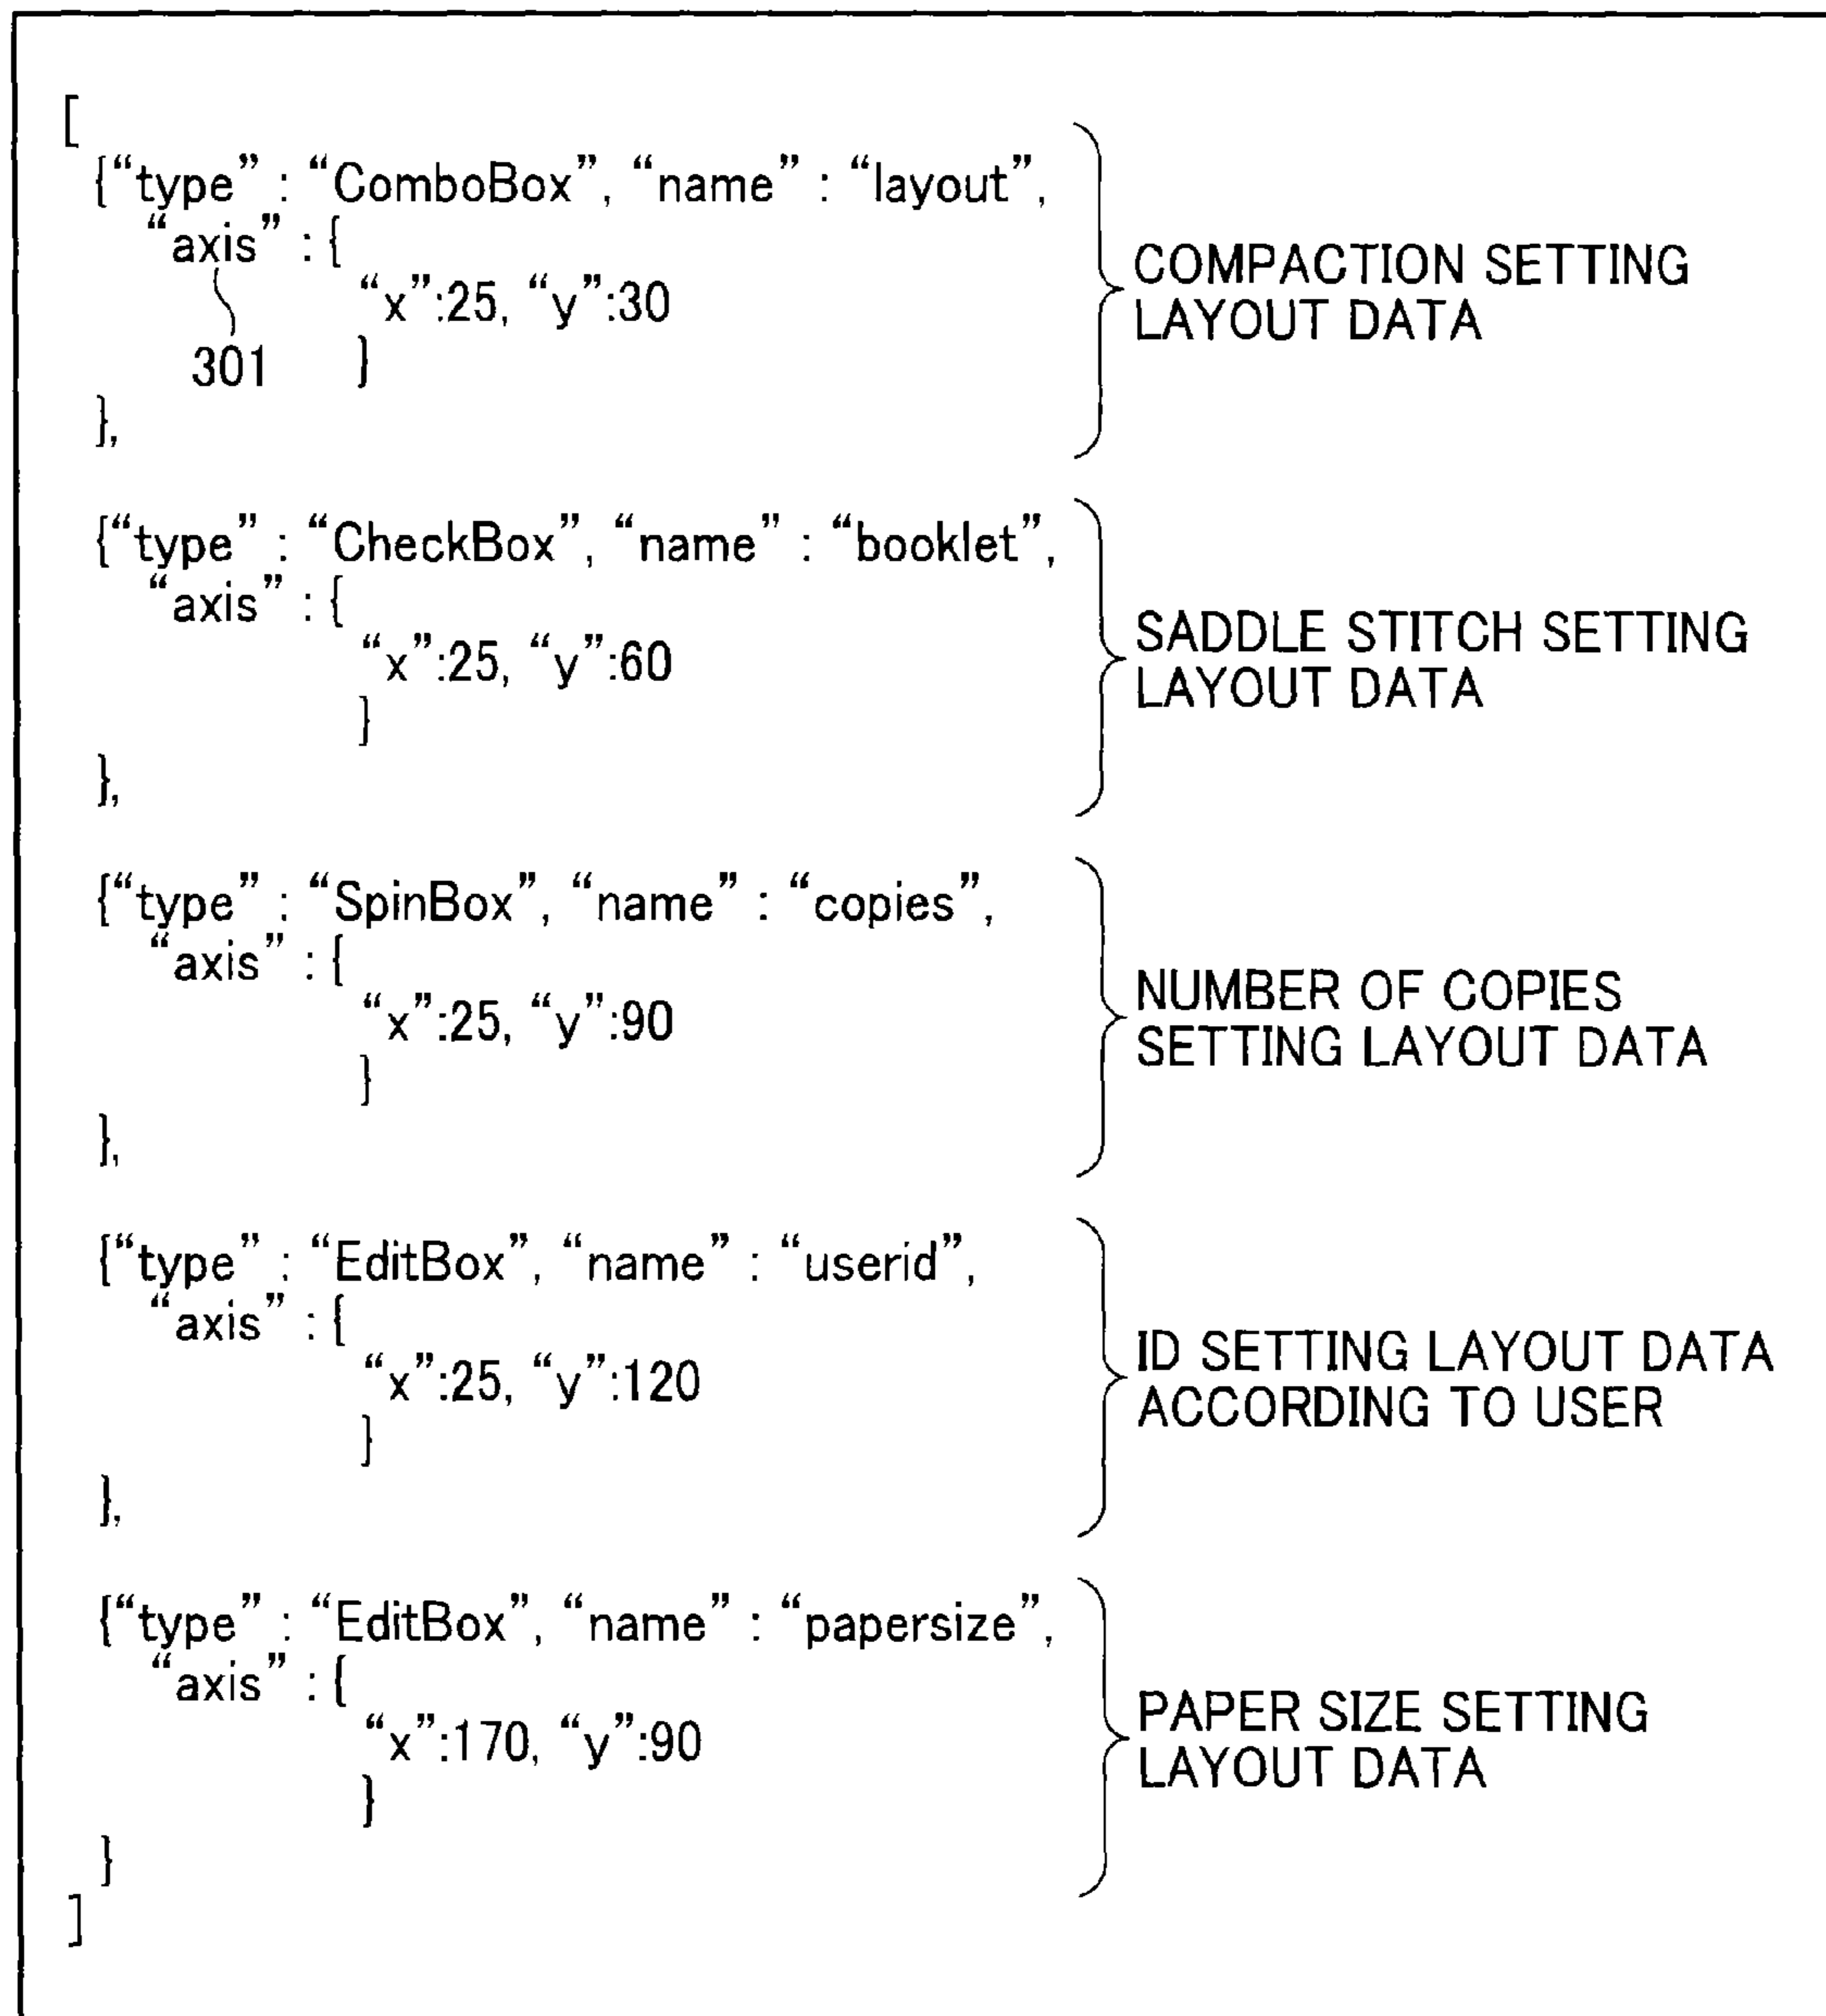 [
{“type” : “ComboBox”, “name” : “layout”,
“axis” : {
“x”:25, “y”:30
301 }
},
COMPACTION SETTING
LAYOUT DATA
{“type” : “CheckBox”, “name” : “booklet”,
“axis” : {
“x”:25, “y”:60
}
},
SADDLE STITCH SETTING
LAYOUT DATA
{“type” : “SpinBox”, “name” : “copies”,
“axis” : {
“x”:25, “y”:90
}
},
NUMBER OF COPIES
SETTING LAYOUT DATA
{“type” : “EditBox”, “name” : “userid”,
“axis” : {
“x”:25, “y”:120
}
},
ID SETTING LAYOUT DATA
ACCORDING TO USER
{“type” : “EditBox”, “name” : “papersize”,
“axis” : {
“x”:170, “y”:90
}
}
PAPER SIZE SETTING
LAYOUT DATA
]